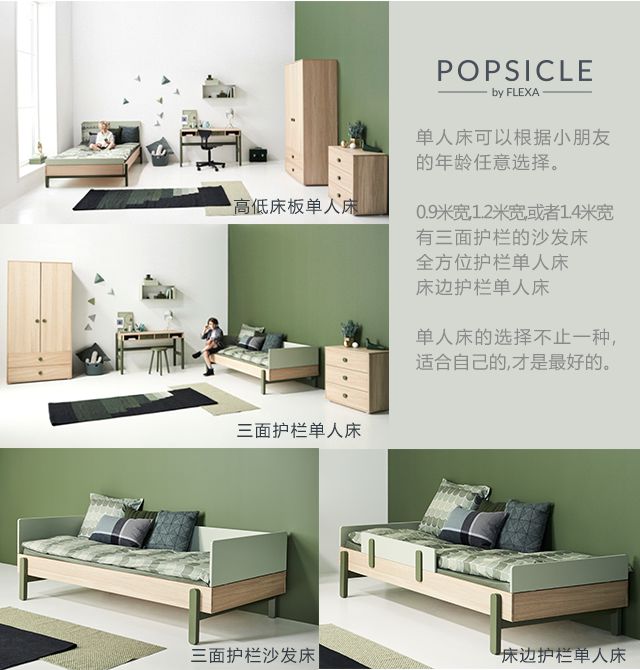 POPSICLE
by FLEXA
单人床可以根据小朋友
的年龄任意选择。
0.9米宽,1.2米宽,或者1.4米宽
有三面护栏的沙发床
全方位护栏单人床
床边护栏单人床
单人床的选择不止一种,
适合自己的,才是最好的。
高低床板单人床
三面护栏单人床
三面护栏沙发床
床边护栏单人床